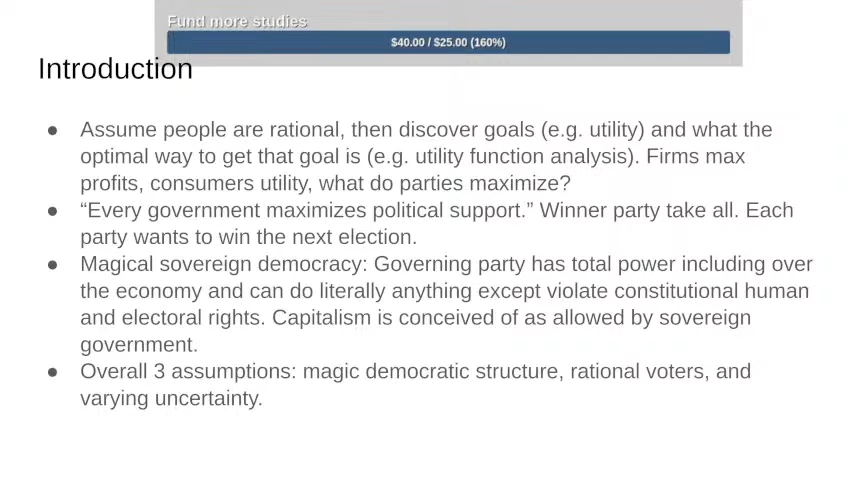 Fund more studies
$40.00 / $25.00 (160%)
Introduction
● Assume people are rational, then discover goals (e.g. utility) and what the
optimal way to get that goal is (e.g. utility function analysis). Firms max
profits, consumers utility, what do parties maximize?
● “Every government maximizes political support.” Winner party take all. Each
party wants to win the next election.
● Magical sovereign democracy: Governing party has total power including over
the economy and can do literally anything except violate constitutional human
and electoral rights. Capitalism is conceived of as allowed by sovereign
government.
● Overall 3 assumptions: magic democratic structure, rational voters, and
varying uncertainty.